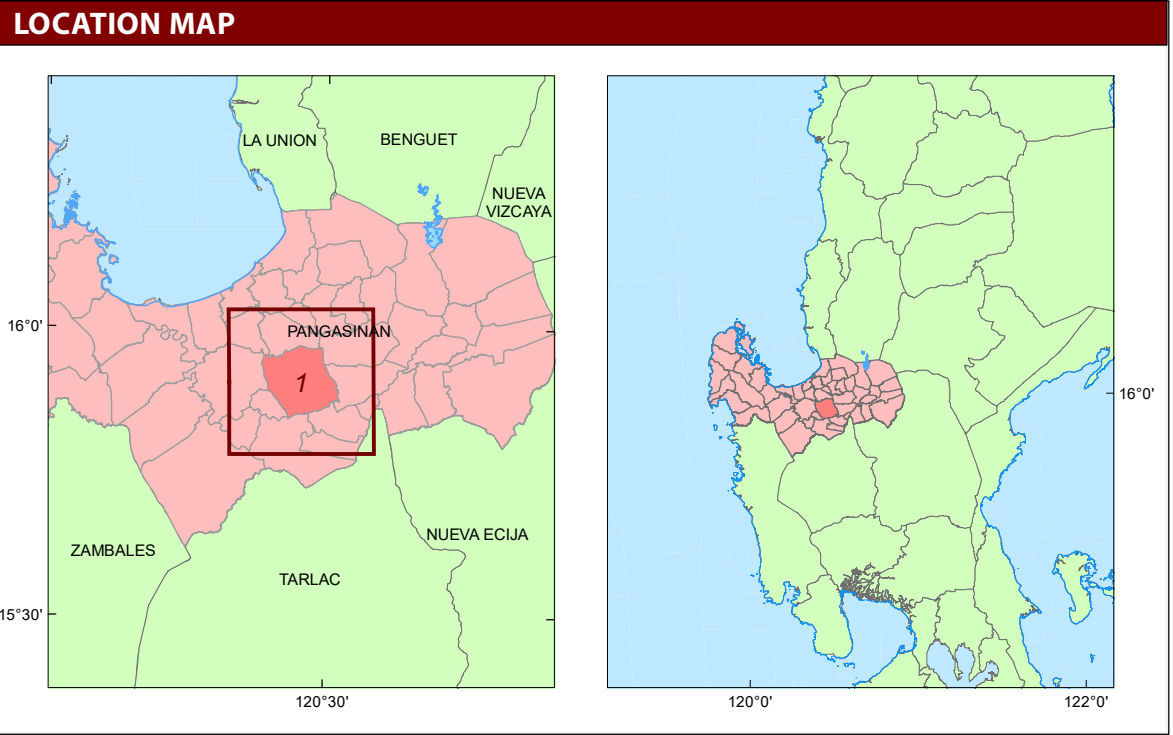 LOCATION MAP
LA UNION
BENGUET
NUEVA
VIZCAYA
16°0'
PANGASINAN
1
ZAMBALES
NUEVA ECIJA
TARLAC
15°30'
120°30'
16°0'
120°0'
122°0'